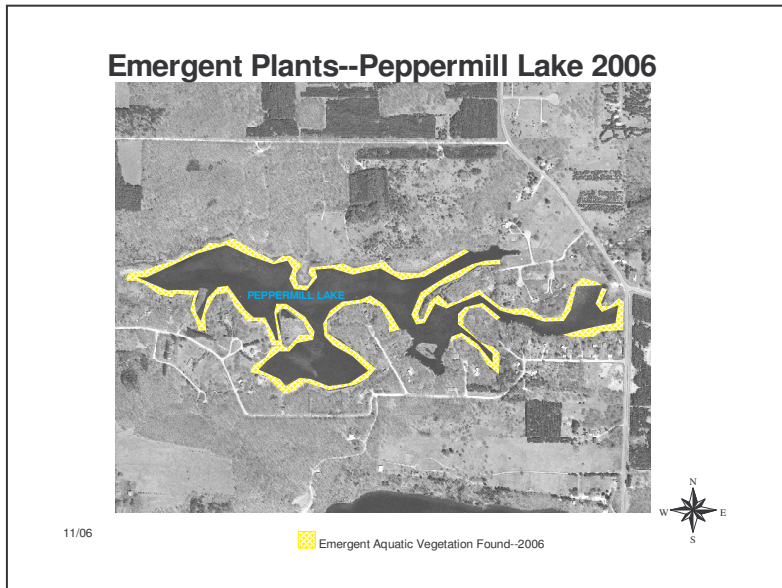 Emergent Plants--Peppermill Lake 2006
PEPPERMILL LAKE
N
W E
S
11/06
Emergent Aquatic Vegetation Found--2006